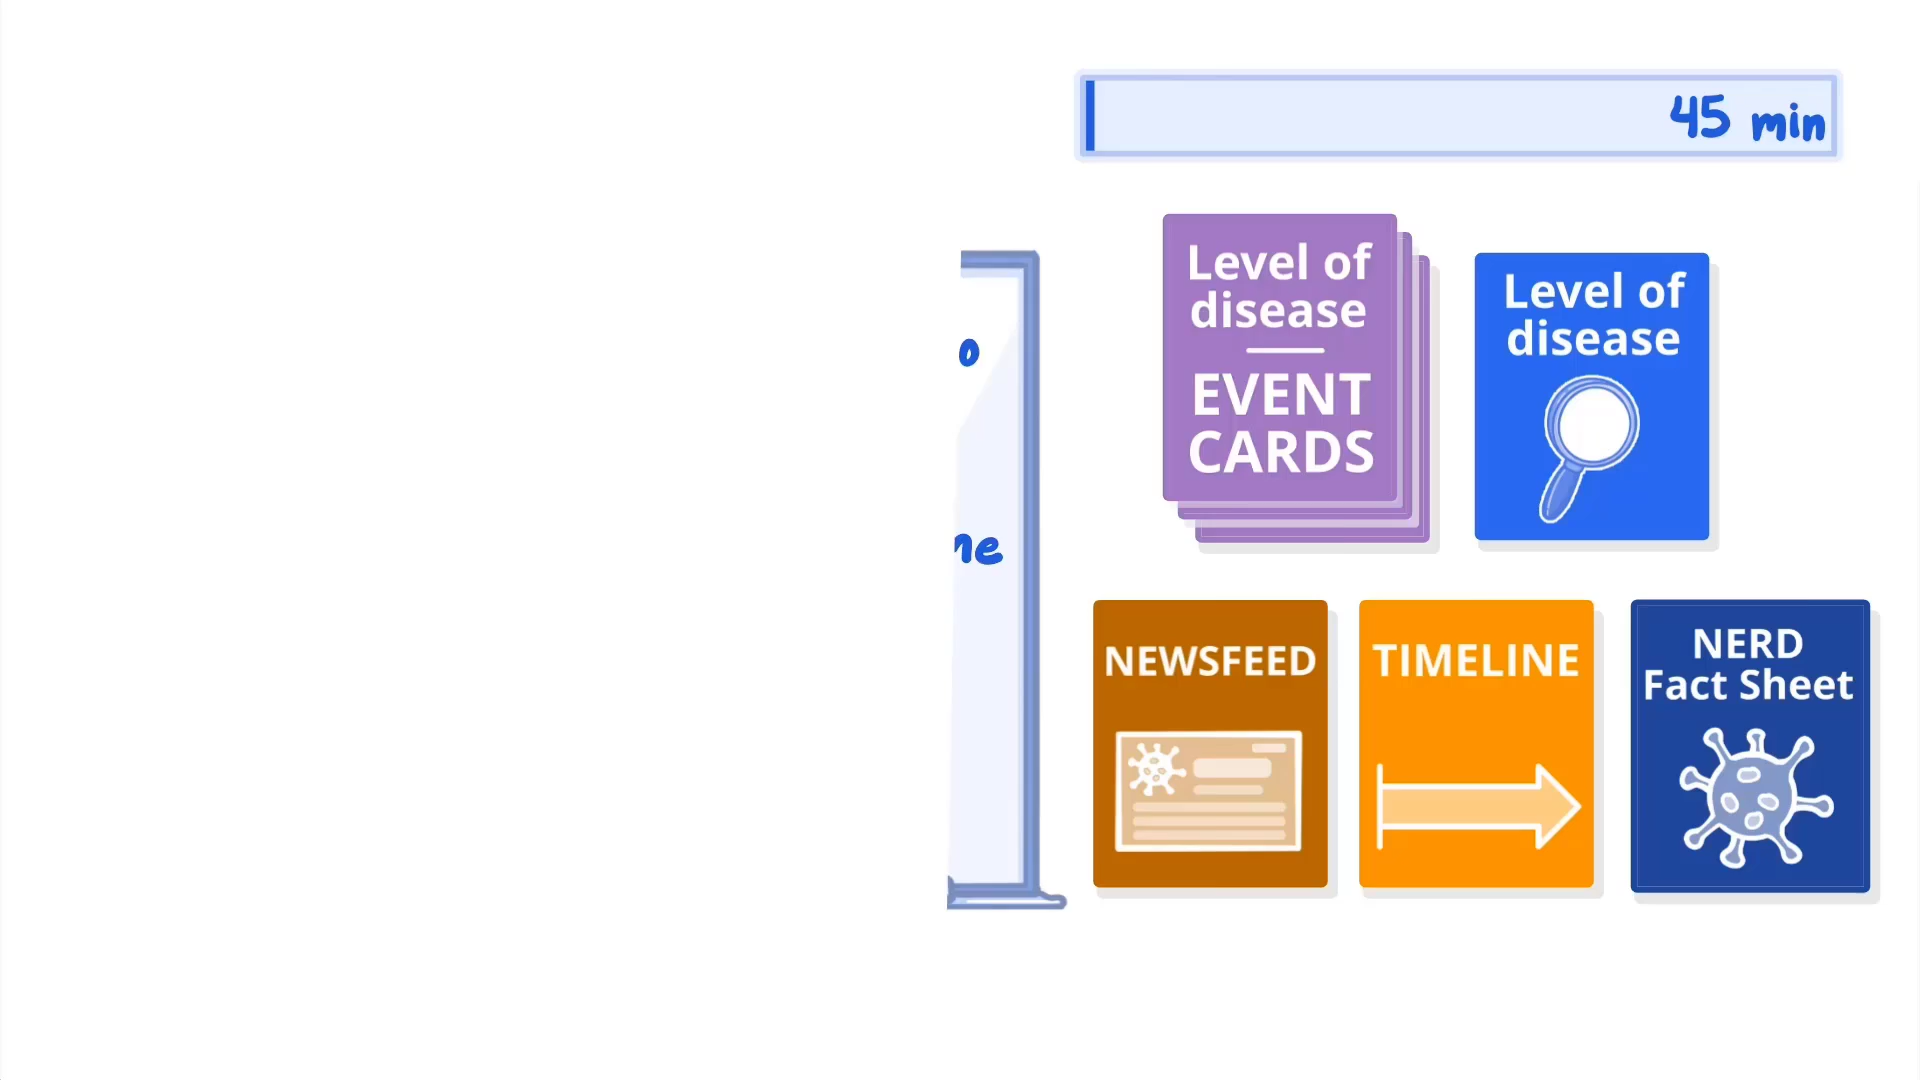 45 min
Level of
disease
EVENT
CARDS
Level of
disease
NEWSFEED
TIMELINE
NERD
Fact Sheet